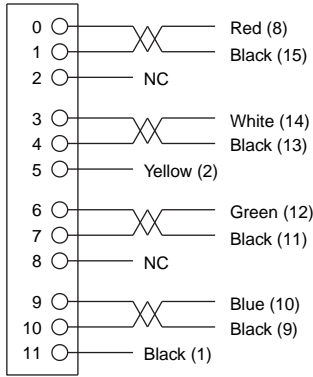 0 Red (8)
1 Black (15)
2 NC
3 White (14)
4 Black (13)
5 Yellow (2)
6 Green (12)
7 Black (11)
8 NC
9 Blue (10)
10 Black (9)
11 Black (1)